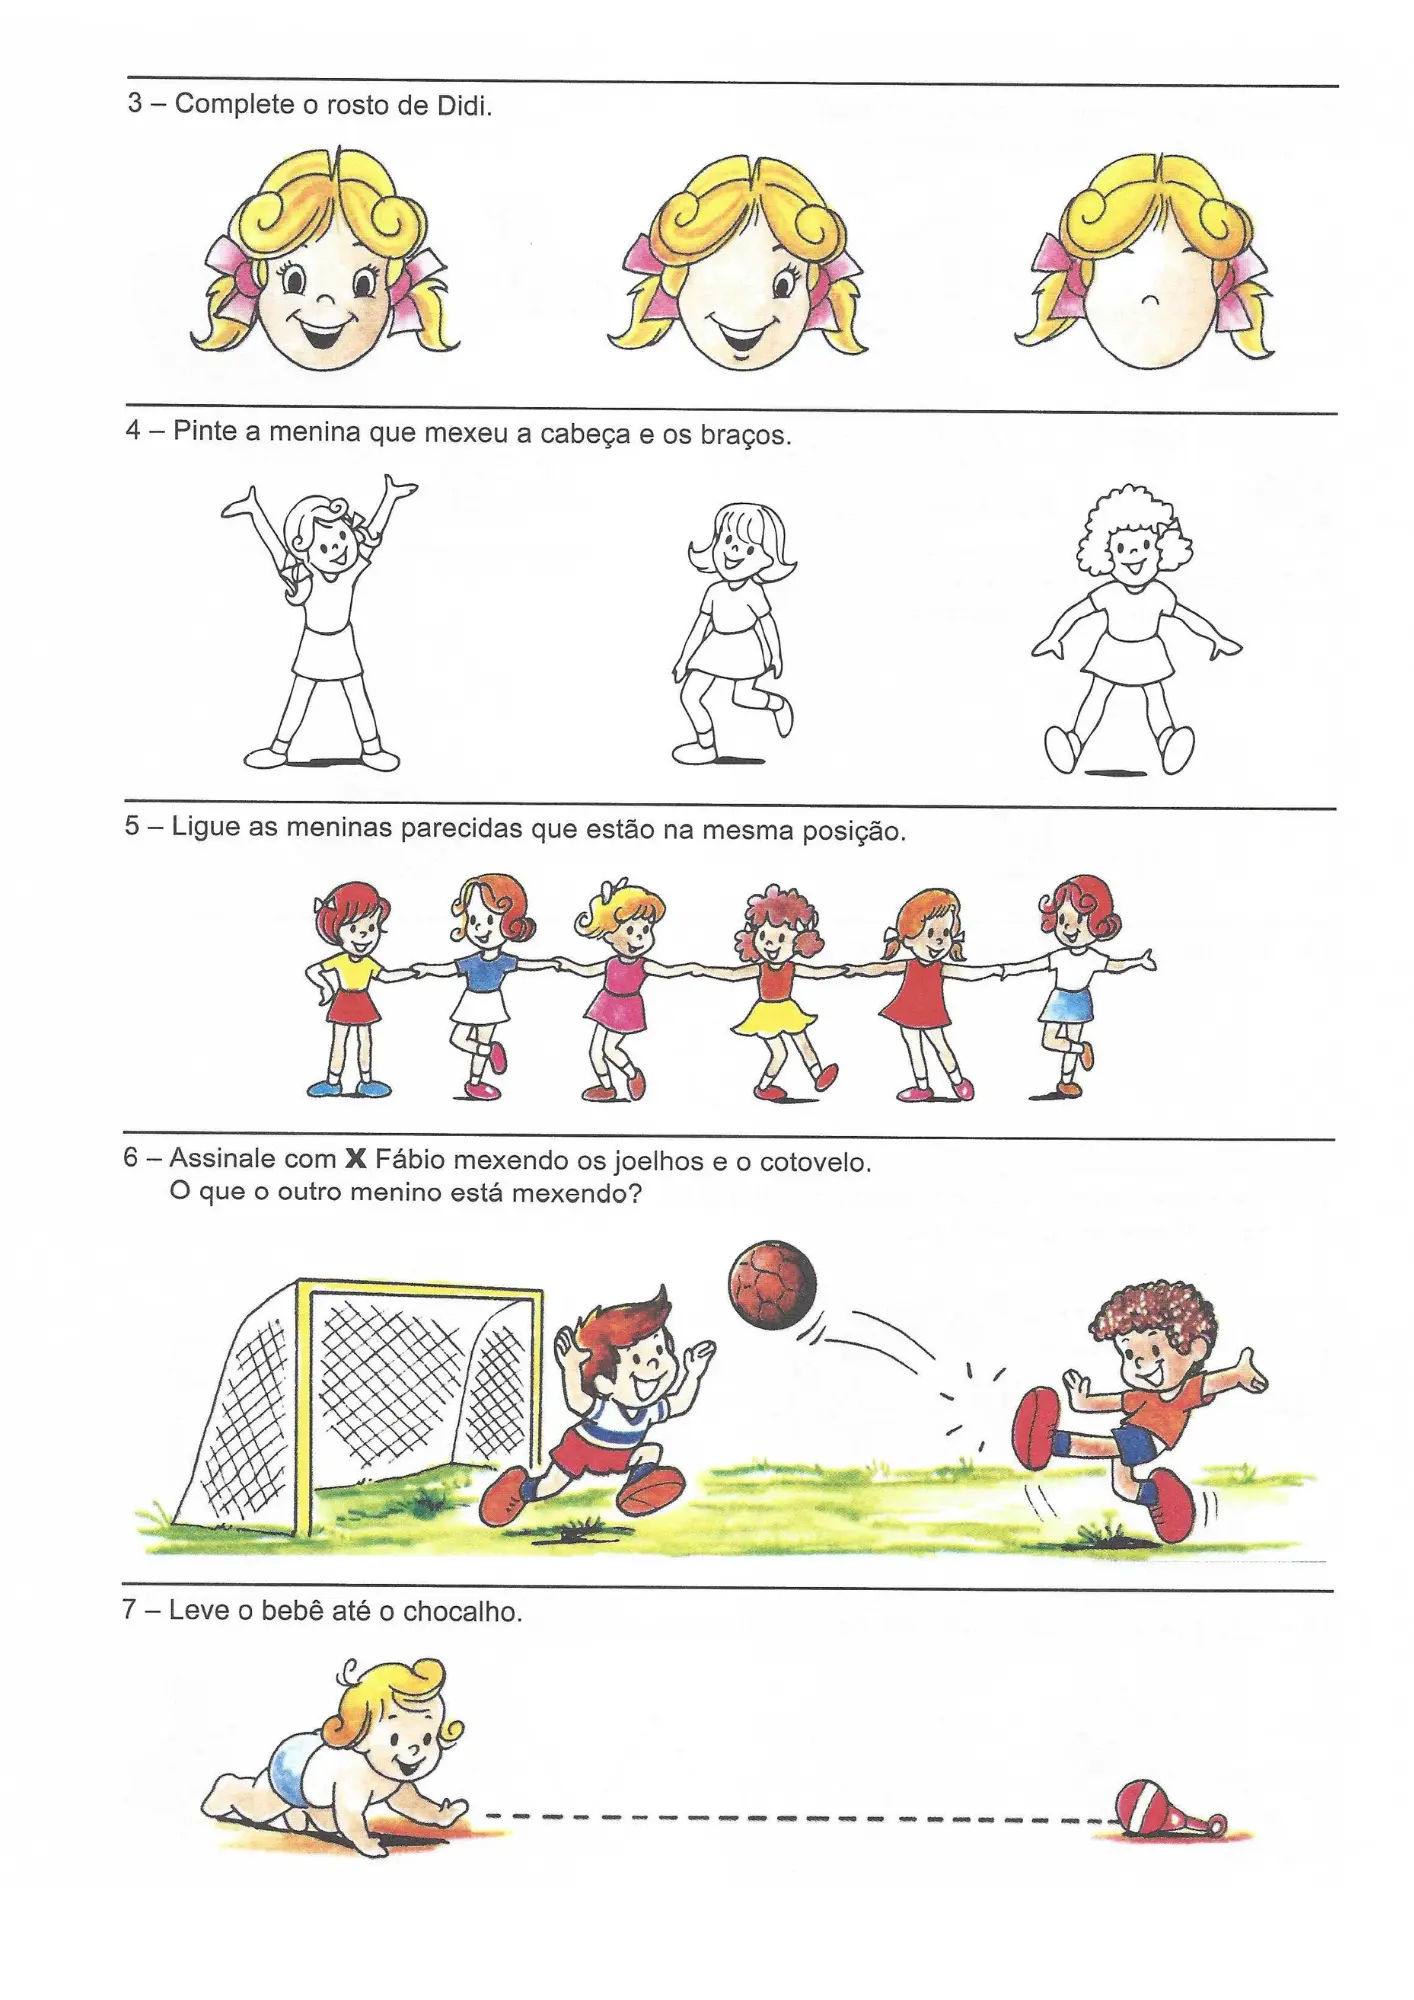 3 – Complete o rosto de Didi.
4 – Pinte a menina que mexeu a cabeça e os braços.
5 – Ligue as meninas parecidas que estão na mesma posição.
6 – Assinale com X Fábio mexendo os joelhos e o cotovelo.
O que o outro menino está mexendo?
7 – Leve o bebê até o chocalho.